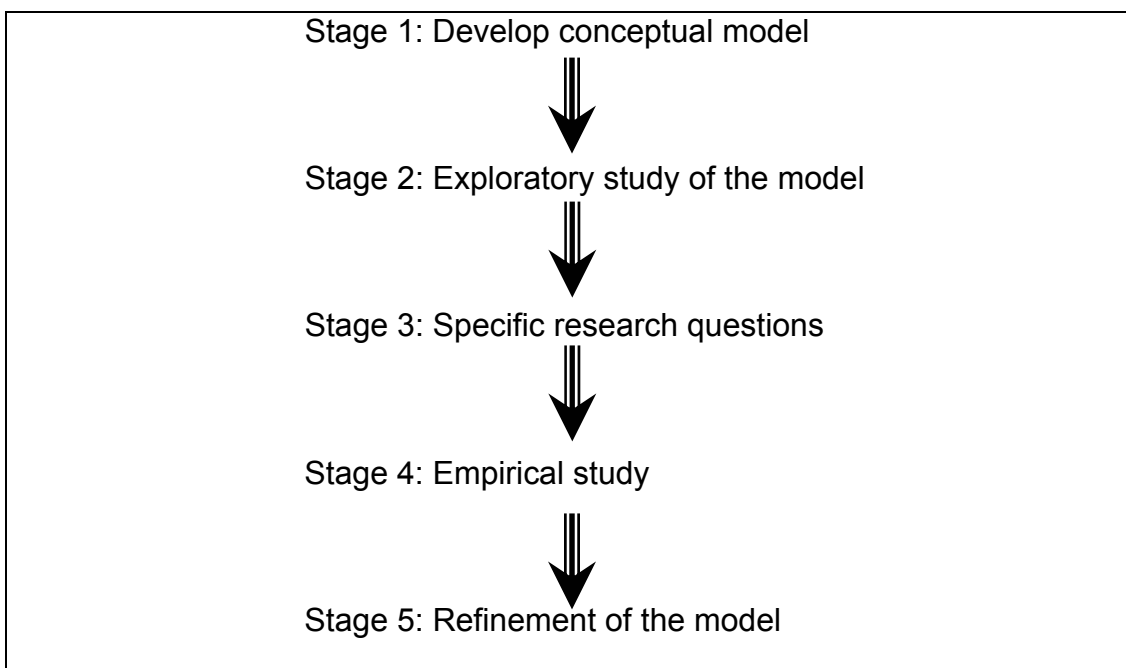 Stage 1: Develop conceptual model
Stage 2: Exploratory study of the model
Stage 3: Specific research questions
Stage 4: Empirical study
Stage 5: Refinement of the model